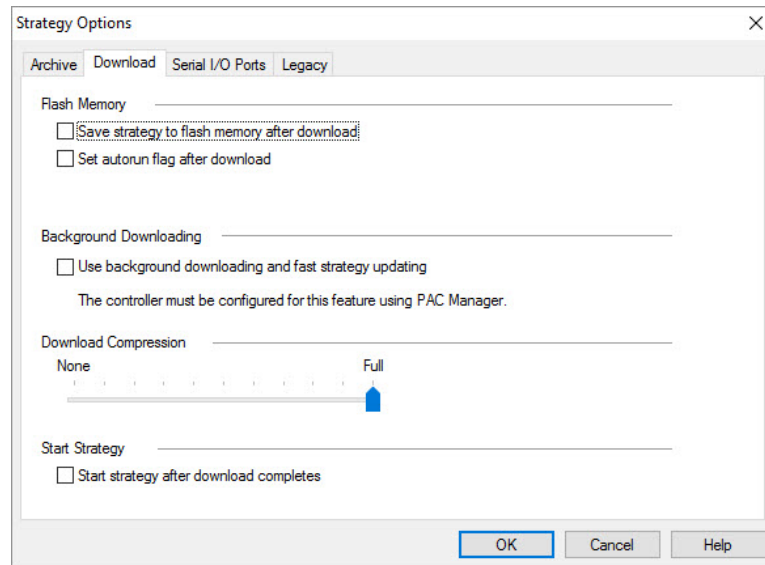 Strategy Options
Archive Download Serial I/O Ports Legacy
Flash Memory
Save strategy to flash memory after download
Set autorun flag after download
Background Downloading
Use background downloading and fast strategy updating
The controller must be configured for this feature using PAC Manager.
Download Compression
None Full
Start Strategy
Start strategy after download completes
OK Cancel Help